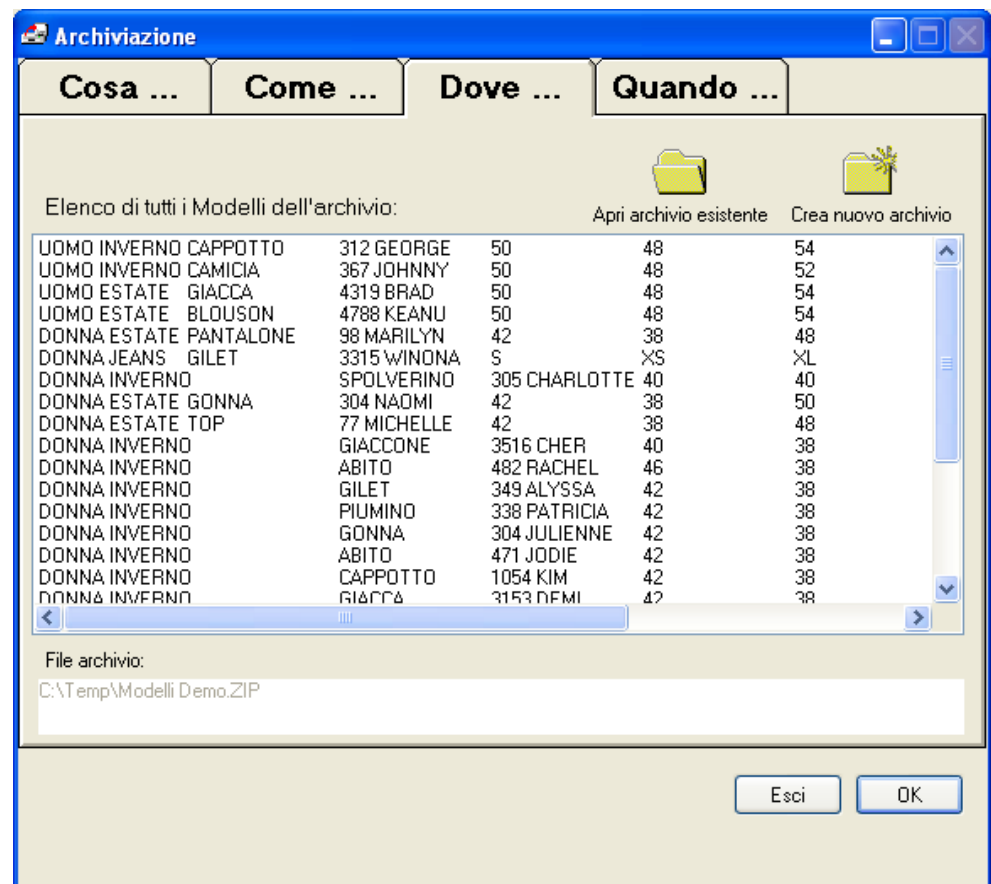 Archiviazione
Cosa ... Come ... Dove ... Quando ...
Elenco di tutti i Modelli dell'archivio: Apri archivio esistente Crea nuovo archivio
UOMO INVERNO CAPPOTTO 312 GEORGE 50 48 54
UOMO INVERNO CAMICIA 367 JOHNNY 50 48 52
UOMO ESTATE GIACCA 4319 BRAD 50 48 54
UOMO ESTATE BLOUSON 4788 KEANU 50 48 54
DONNA ESTATE PANTALONE 98 MARILYN 42 38 48
DONNA JEANS GILET 3315 WINONA S XS XL
DONNA INVERNO SPOLVERINO 305 CHARLOTTE 40 40
DONNA ESTATE GONNA 304 NAOMI 42 38 50
DONNA ESTATE TOP 77 MICHELLE 42 38 48
DONNA INVERNO GIACCONE 3516 CHER 40 38
DONNA INVERNO ABITO 482 RACHEL 46 38
DONNA INVERNO GILET 349 ALYSSA 42 38
DONNA INVERNO PIUMINO 338 PATRICIA 42 38
DONNA INVERNO GONNA 304 JULIENNE 42 38
DONNA INVERNO ABITO 471 JODIE 42 38
DONNA INVERNO CAPPOTTO 1054 KIM 42 38
DONNA INVERNO GIACCA 3153 DEMI 42 38
File archivio:
C:\Temp\Modelli Demo.ZIP
Esci OK